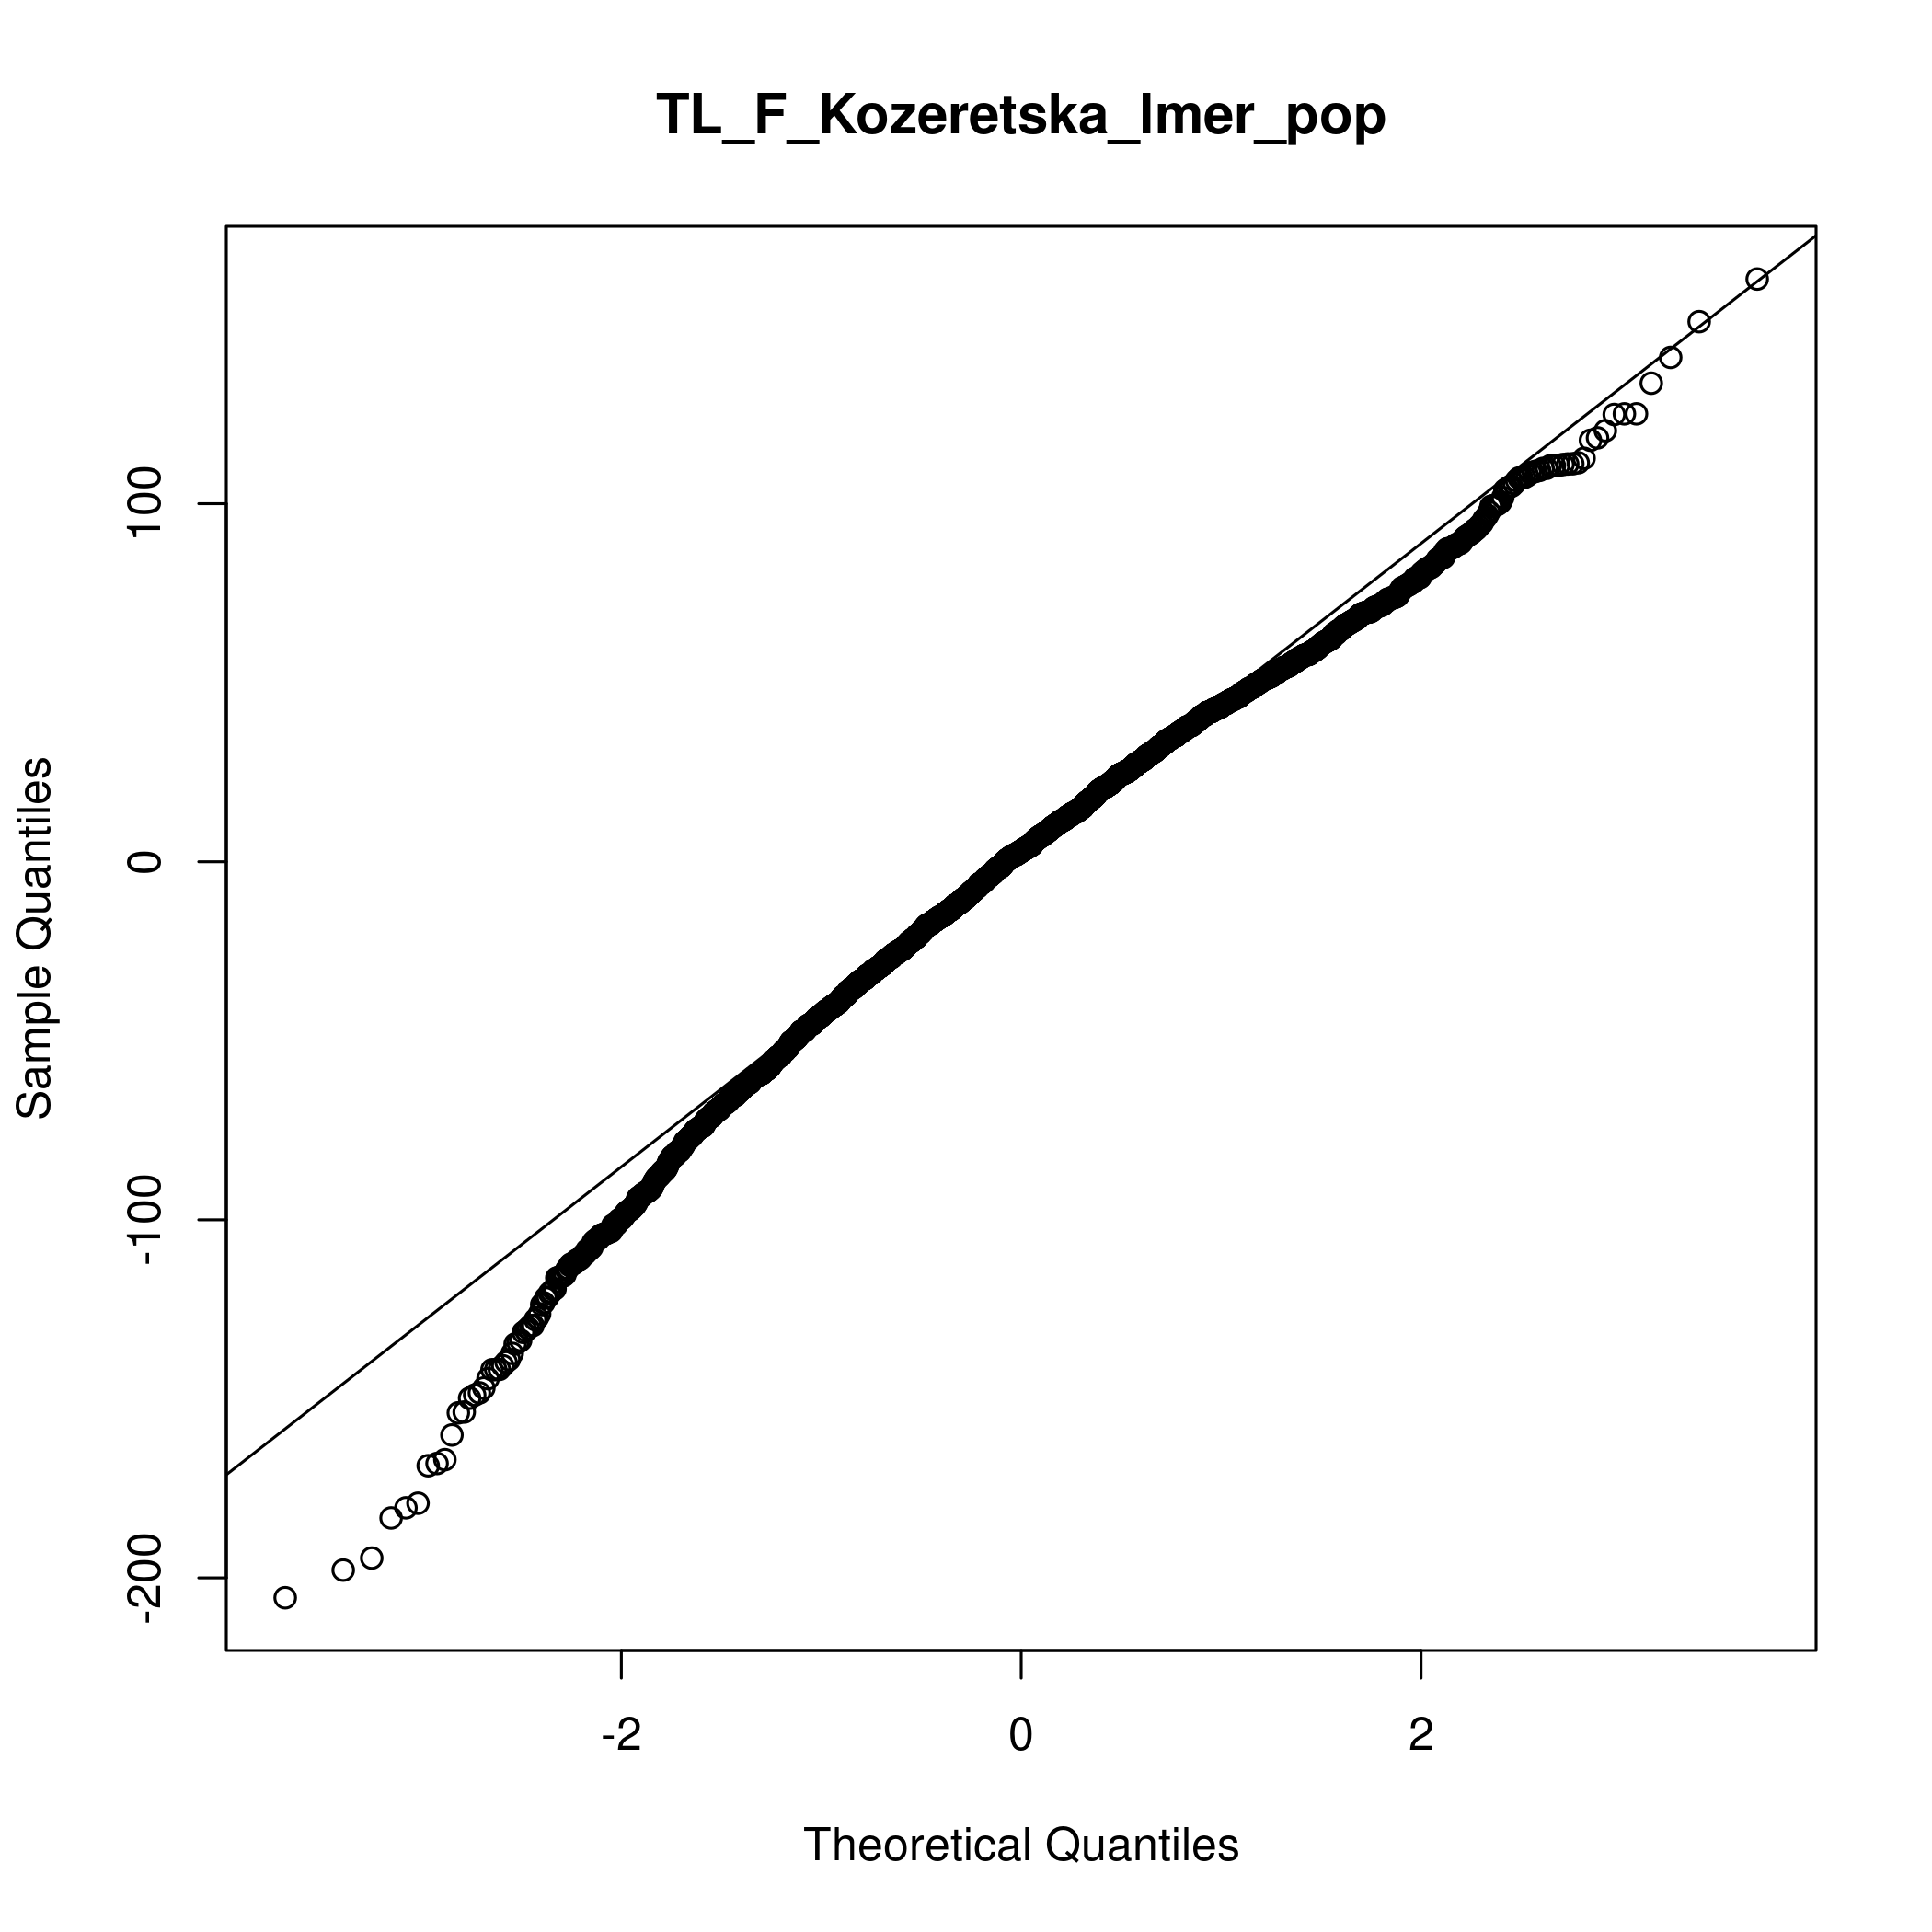 TL_F_Kozeretska_lmer_pop
Sample Quantiles
100
0
-100
-200
-2 0 2
Theoretical Quantiles